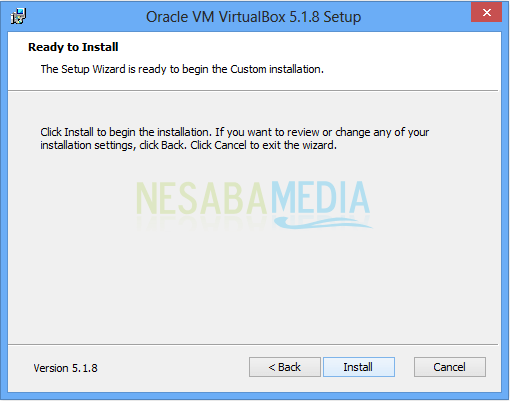 Oracle VM VirtualBox 5.1.8 Setup
Ready to Install
The Setup Wizard is ready to begin the Custom installation.
Click Install to begin the installation. If you want to review or change any of your
installation settings, click Back. Click Cancel to exit the wizard.
NESABAMEDIA
Version 5.1.8
< Back
Install
Cancel